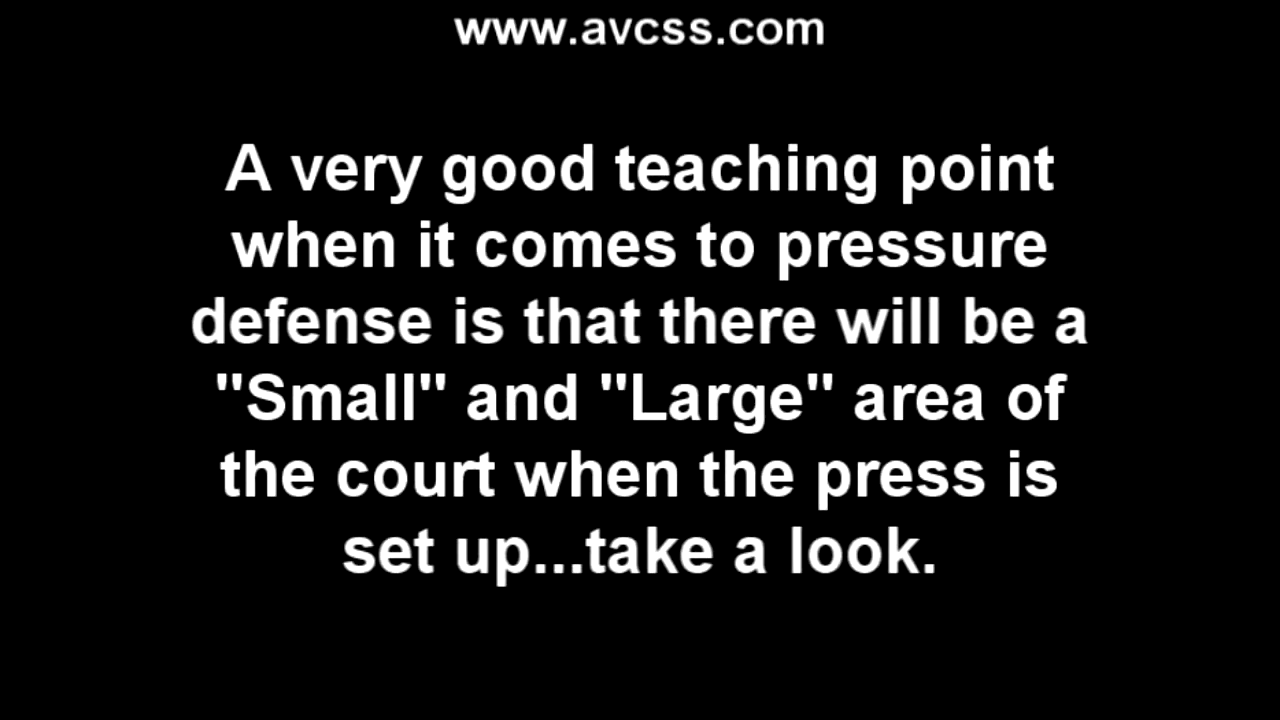 www.avcss.com
A very good teaching point
when it comes to pressure
defense is that there will be a
"Small" and "Large" area of
the court when the press is
set up...take a look.